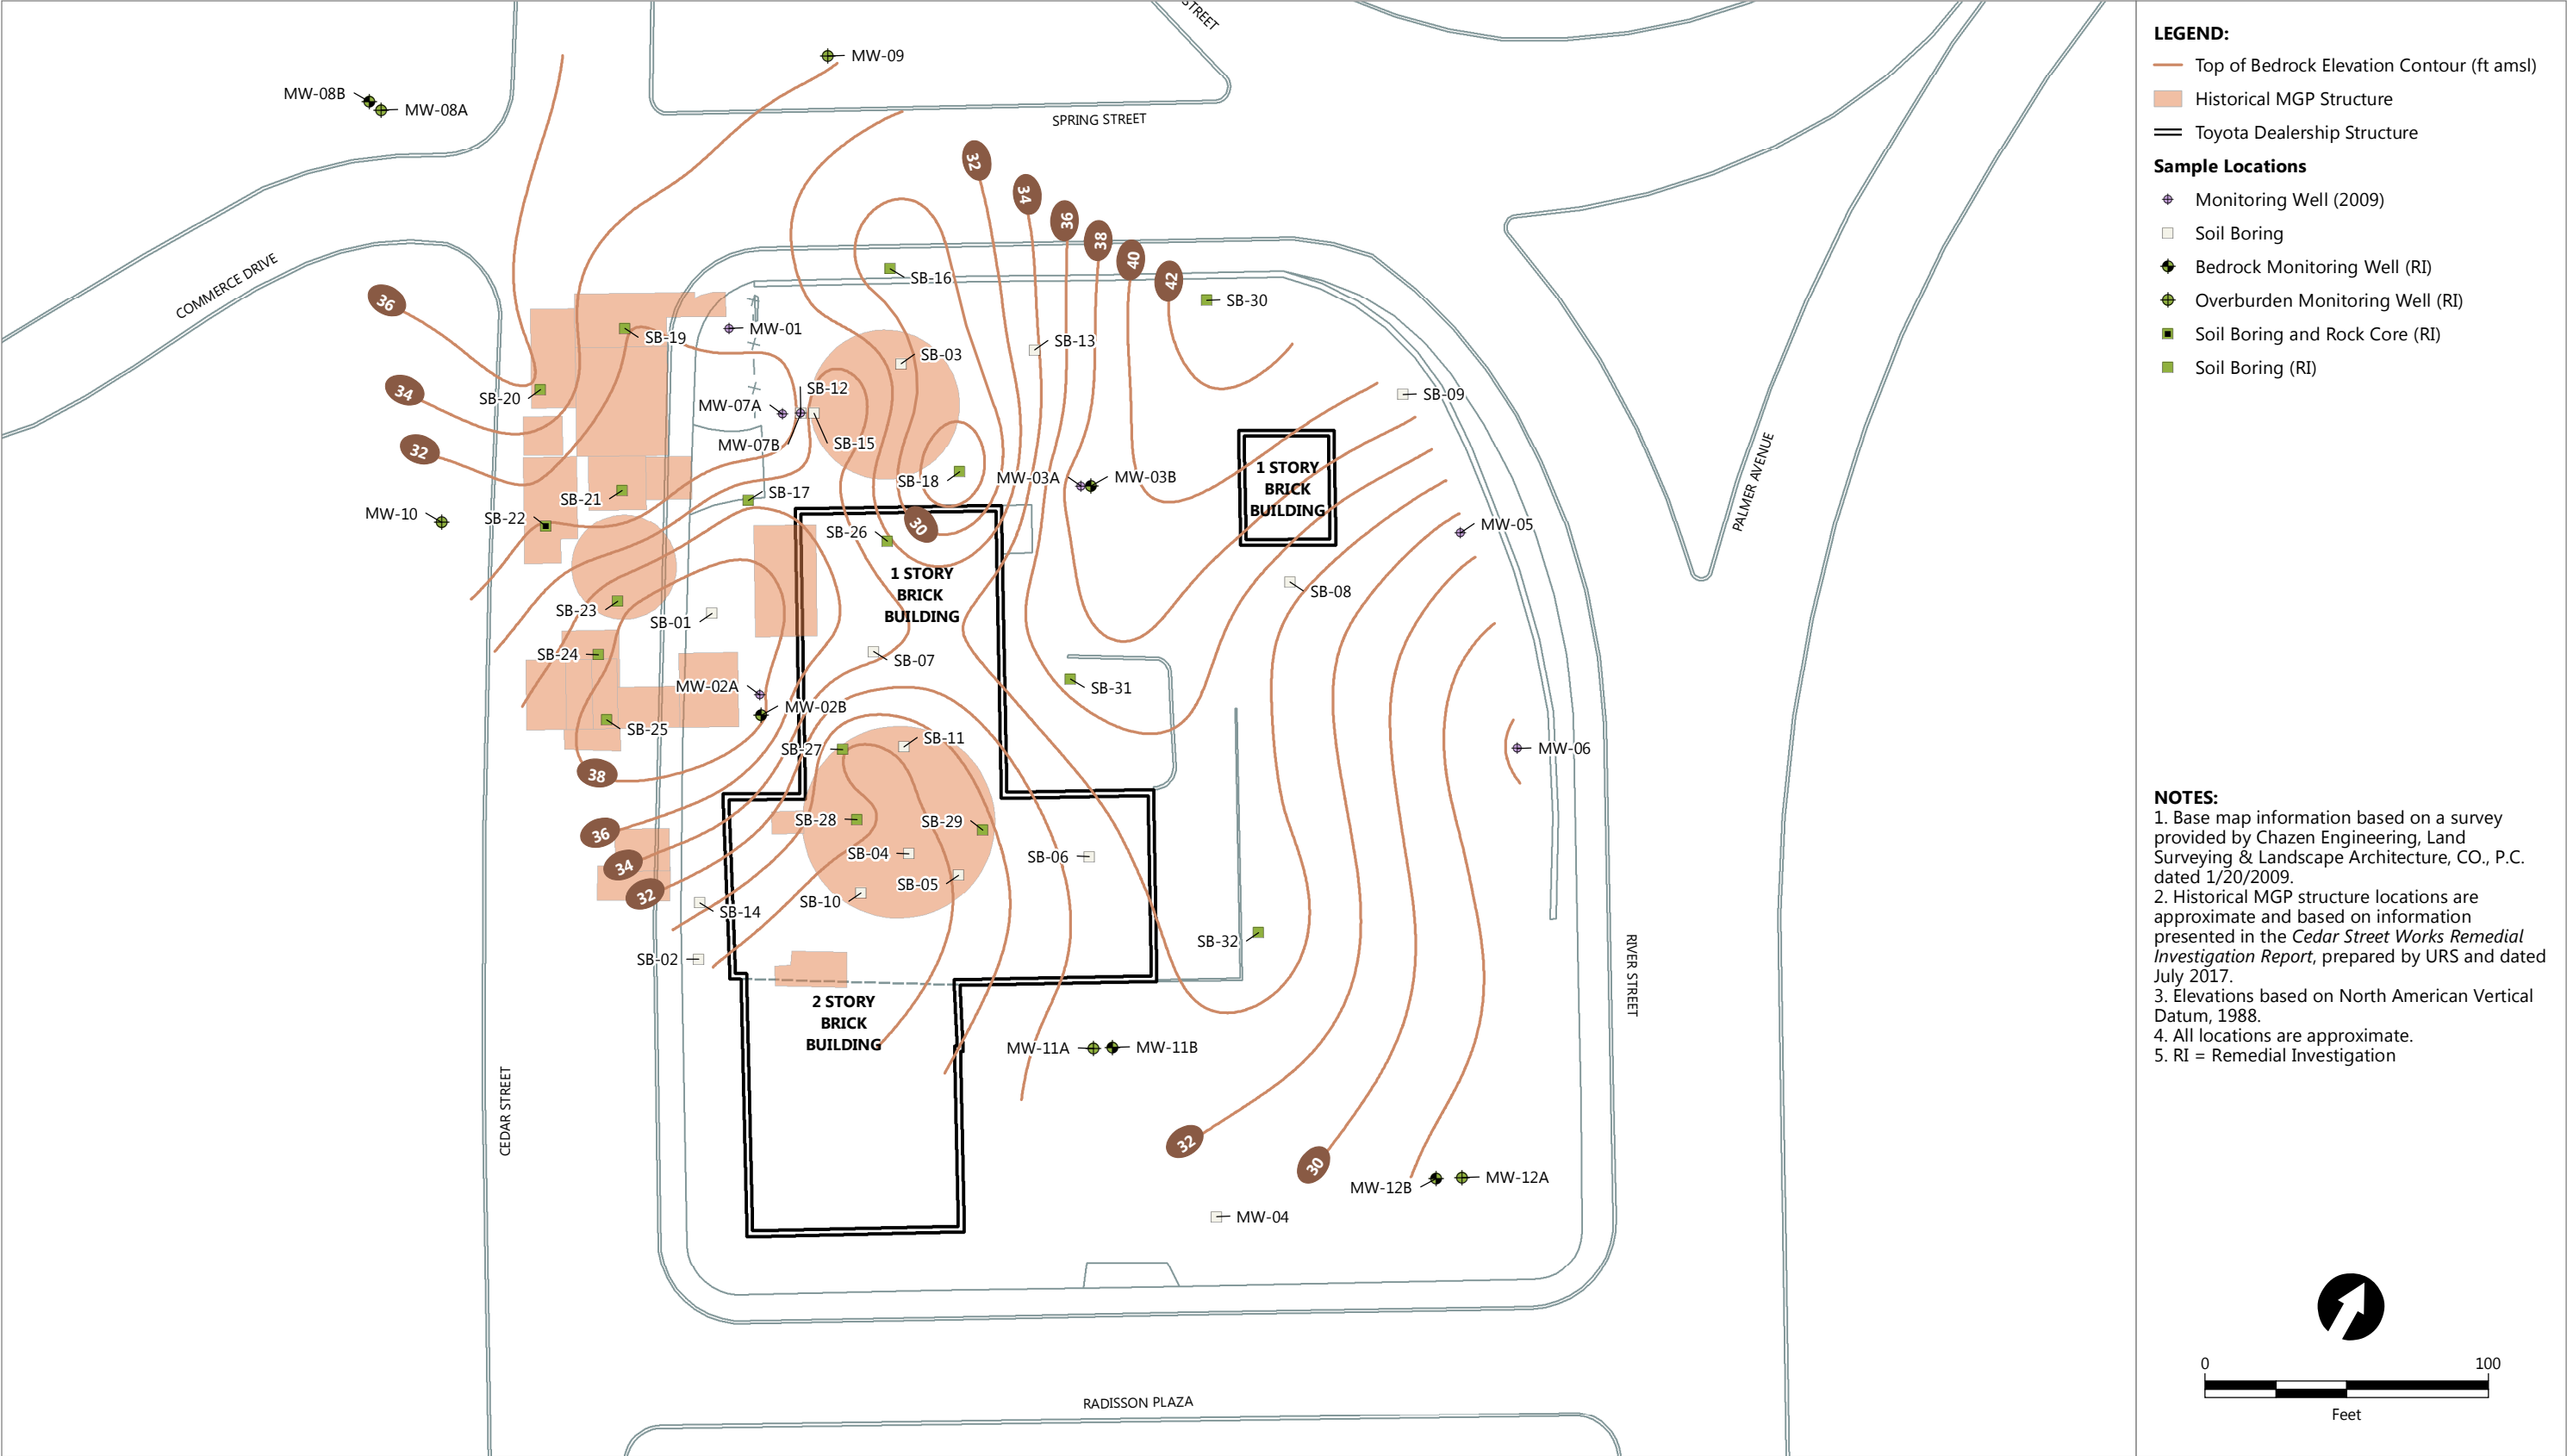 STREET
MW-09
MW-08B
MW-08A
SPRING STREET
32
34
36
38
40
42
COMMERCE DRIVE
SB-16
SB-30
36
MW-01
SB-19
SB-13
SB-03
34
SB-20
SB-12
SB-09
MW-07A
32
MW-07B
SB-15
PALMER AVENUE
1 STORY
BRICK
BUILDING
SB-18
MW-03A
MW-03B
SB-21
SB-17
MW-10
SB-22
30
SB-26
MW-05
1 STORY
BRICK
BUILDING
SB-08
SB-23
SB-01
SB-24
SB-07
MW-02A
SB-31
MW-02B
SB-25
SB-11
SB-27
MW-06
38
36
SB-28
SB-29
34
SB-04
SB-06
32
SB-05
SB-10
SB-14
SB-32
SB-02
RIVER STREET
2 STORY
BRICK
BUILDING
MW-11A
MW-11B
CEDAR STREET
32
30
MW-12B
MW-12A
MW-04
RADISSON PLAZA
LEGEND:
Top of Bedrock Elevation Contour (ft amsl)
Historical MGP Structure
Toyota Dealership Structure
Sample Locations
Monitoring Well (2009)
Soil Boring
Bedrock Monitoring Well (RI)
Overburden Monitoring Well (RI)
Soil Boring and Rock Core (RI)
Soil Boring (RI)
NOTES:
1. Base map information based on a survey
provided by Chazen Engineering, Land
Surveying & Landscape Architecture, CO., P.C.
dated 1/20/2009.
2. Historical MGP structure locations are
approximate and based on information
presented in the Cedar Street Works Remedial
Investigation Report, prepared by URS and dated
July 2017.
3. Elevations based on North American Vertical
Datum, 1988.
4. All locations are approximate.
5. RI = Remedial Investigation
0 100
Feet